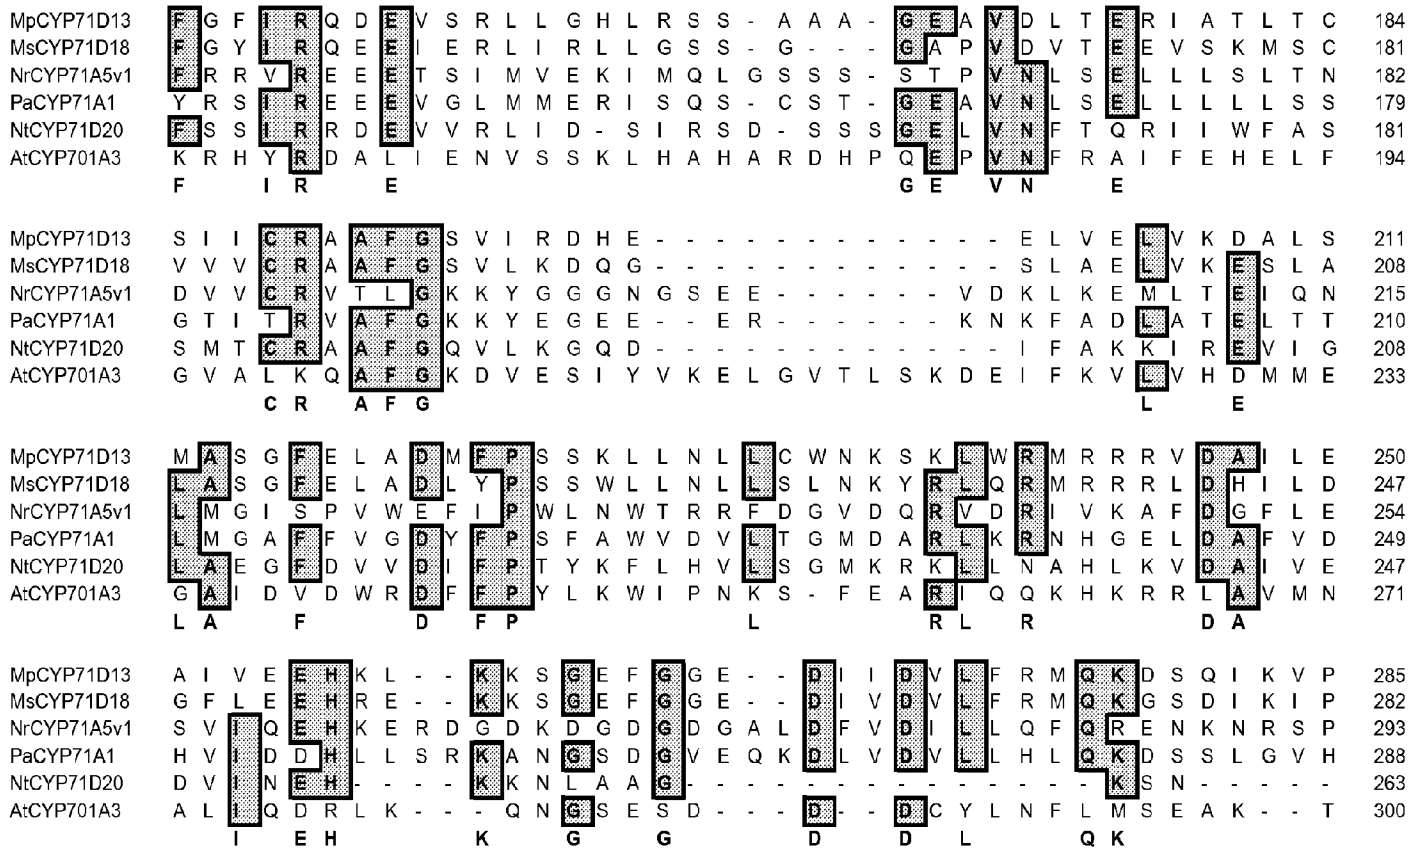 MpCYP71D13 F G F I R Q D E V S R L L G H L R S S - A A A - G E A V D L T E R I A T L T C 184
MsCYP71D18 F G Y I R Q E E I E R L I R L L G S S - G - - - G A P V D V T E E V S K M S C 181
NrCYP71A5v1 F R R V R E E E T S I M V E K I M Q L G S S S - S T P V N L S E L L L S L T N 182
PaCYP71A1 Y R S I R E E E V G L M M E R I S Q S - C S T - G E A V N L S E L L L L L S S 179
NtCYP71D20 F S S I R R D E V V R L I D - S I R S D - S S S G E L V N F T Q R I I W F A S 181
AtCYP701A3 K R H Y R D A L I E N V S S K L H A H A R D H P Q E P V N F R A I F E H E L F 194
F I R E G E V N E
MpCYP71D13 S I I C R A A F G S V I R D H E - - - - - - - - - - - - E L V E L V K D A L S 211
MsCYP71D18 V V V C R A A F G S V L K D Q G - - - - - - - - - - - - S L A E L V K E S L A 208
NrCYP71A5v1 D V V C R V T L G K K Y G G G N G S E E - - - - - - V D K L K E M L T E I Q N 215
PaCYP71A1 G T I T R V A F G K K Y E G E E - - E R - - - - - - K N K F A D L A T E L T T 210
NtCYP71D20 S M T C R A A F G Q V L K G Q D - - - - - - - - - - - - I F A K K I R E V I G 208
AtCYP701A3 G V A L K Q A F G K D V E S I Y V K E L G V T L S K D E I F K V L V H D M M E 233
C R A F G L E
MpCYP71D13 M A S G F E L A D M F P S S K L L N L L C W N K S K L W R M R R R V D A I L E 250
MsCYP71D18 L A S G F E L A D L Y P S S W L L N L L S L N K Y R L Q R M R R R L D H I L D 247
NrCYP71A5v1 L M G I S P V W E F I P W L N W T R R F D G V D Q R V D R I V K A F D G F L E 254
PaCYP71A1 L M G A F F V G D Y F P S F A W V D V L T G M D A R L K R N H G E L D A F V D 249
NtCYP71D20 L A E G F D V V D I F P T Y K F L H V L S G M K R K L L N A H L K V D A I V E 247
AtCYP701A3 G A I D V D W R D F F P Y L K W I P N K S - F E A R I Q Q K H K R R L A V M N 271
L A F D F P L R L R D A
MpCYP71D13 A I V E E H K L - - K K S G E F G G E - - D I I D V L F R M Q K D S Q I K V P 285
MsCYP71D18 G F L E E H R E - - K K S G E F G G E - - D I V D V L F R M Q K G S D I K I P 282
NrCYP71A5v1 S V I Q E H K E R D G D K D G D G D G A L D F V D I L L Q F Q R E N K N R S P 293
PaCYP71A1 H V I D D H L L S R K A N G S D G V E Q K D L V D V L L H L Q K D S S L G V H 288
NtCYP71D20 D V I N E H - - - - K K N L A A G - - - - - - - - - - - - - - K S N - - - - - 263
AtCYP701A3 A L I Q D R L K - - - Q N G S E S D - - - D - - D C Y L N F L M S E A K - - T 300
I E H K G G D D L Q K